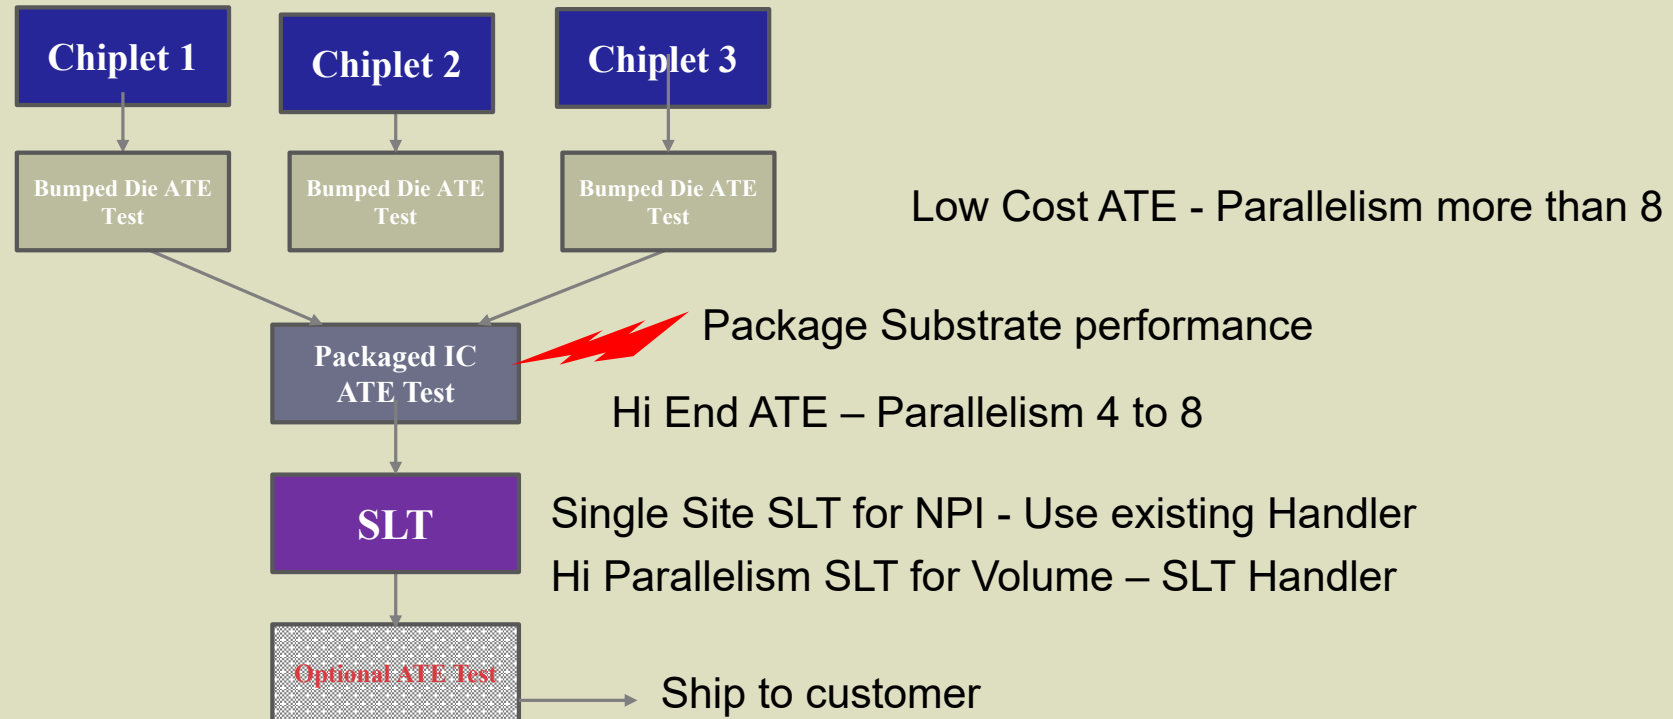 Chiplet 1
Chiplet 2
Chiplet 3
Bumped Die ATE
Test
Bumped Die ATE
Test
Bumped Die ATE
Test
Low Cost ATE - Parallelism more than 8
Package Substrate performance
Packaged IC
ATE Test
Hi End ATE – Parallelism 4 to 8
SLT
Single Site SLT for NPI - Use existing Handler
Hi Parallelism SLT for Volume – SLT Handler
Optional ATE Test
Ship to customer